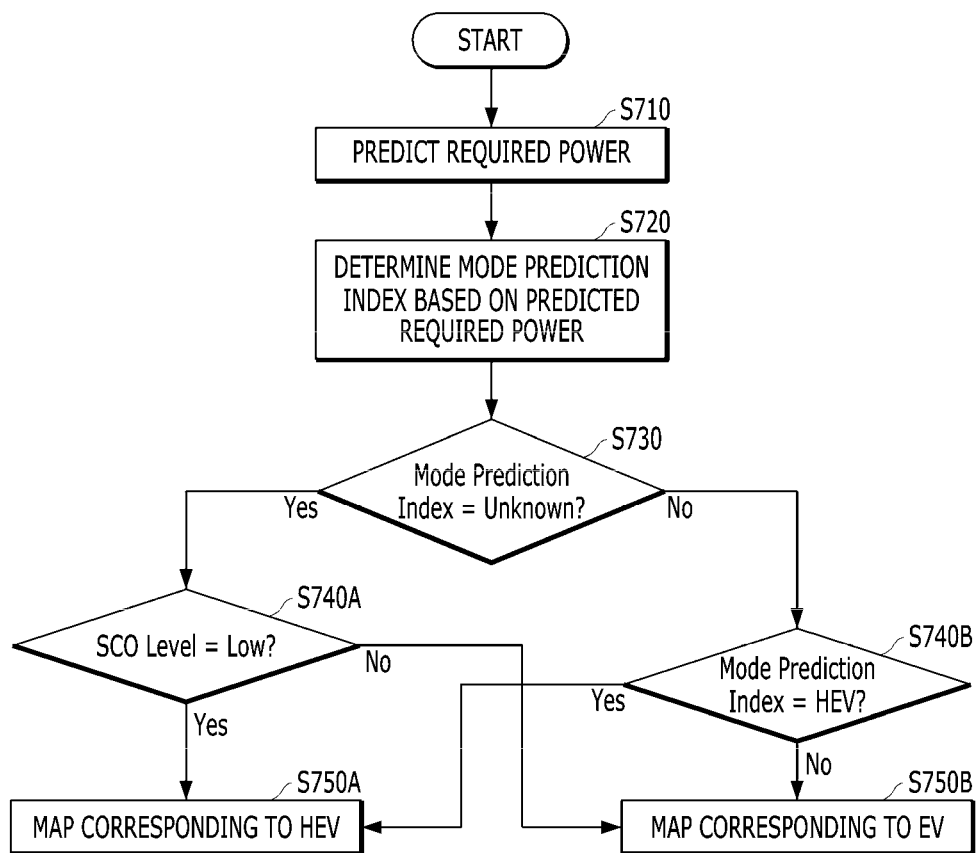 START
S710
PREDICT REQUIRED POWER
S720
DETERMINE MODE PREDICTION
INDEX BASED ON PREDICTED
REQUIRED POWER
S730
Mode Prediction
Index = Unknown?
Yes
No
S740A
SCO Level = Low?
No
Yes
S740B
Mode Prediction
Index = HEV?
Yes
No
S750A
MAP CORRESPONDING TO HEV
S750B
MAP CORRESPONDING TO EV